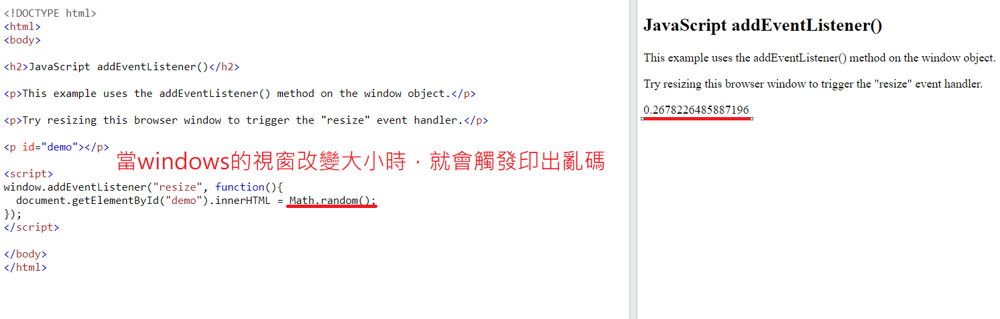 <!DOCTYPE html>
<html>
<body>
<h2>JavaScript addEventListener()</h2>
<p>This example uses the addEventListener() method on the window object.</p>
<p>Try resizing this browser window to trigger the "resize" event handler.</p>
<p id="demo"></p>
當windows的視窗改變大小時，就會觸發印出亂碼
<script>
window.addEventListener("resize", function(){
  document.getElementById("demo").innerHTML = Math.random();
});
</script>
</body>
</html>
JavaScript addEventListener()
This example uses the addEventListener() method on the window object.
Try resizing this browser window to trigger the "resize" event handler.
0.2678226485887196